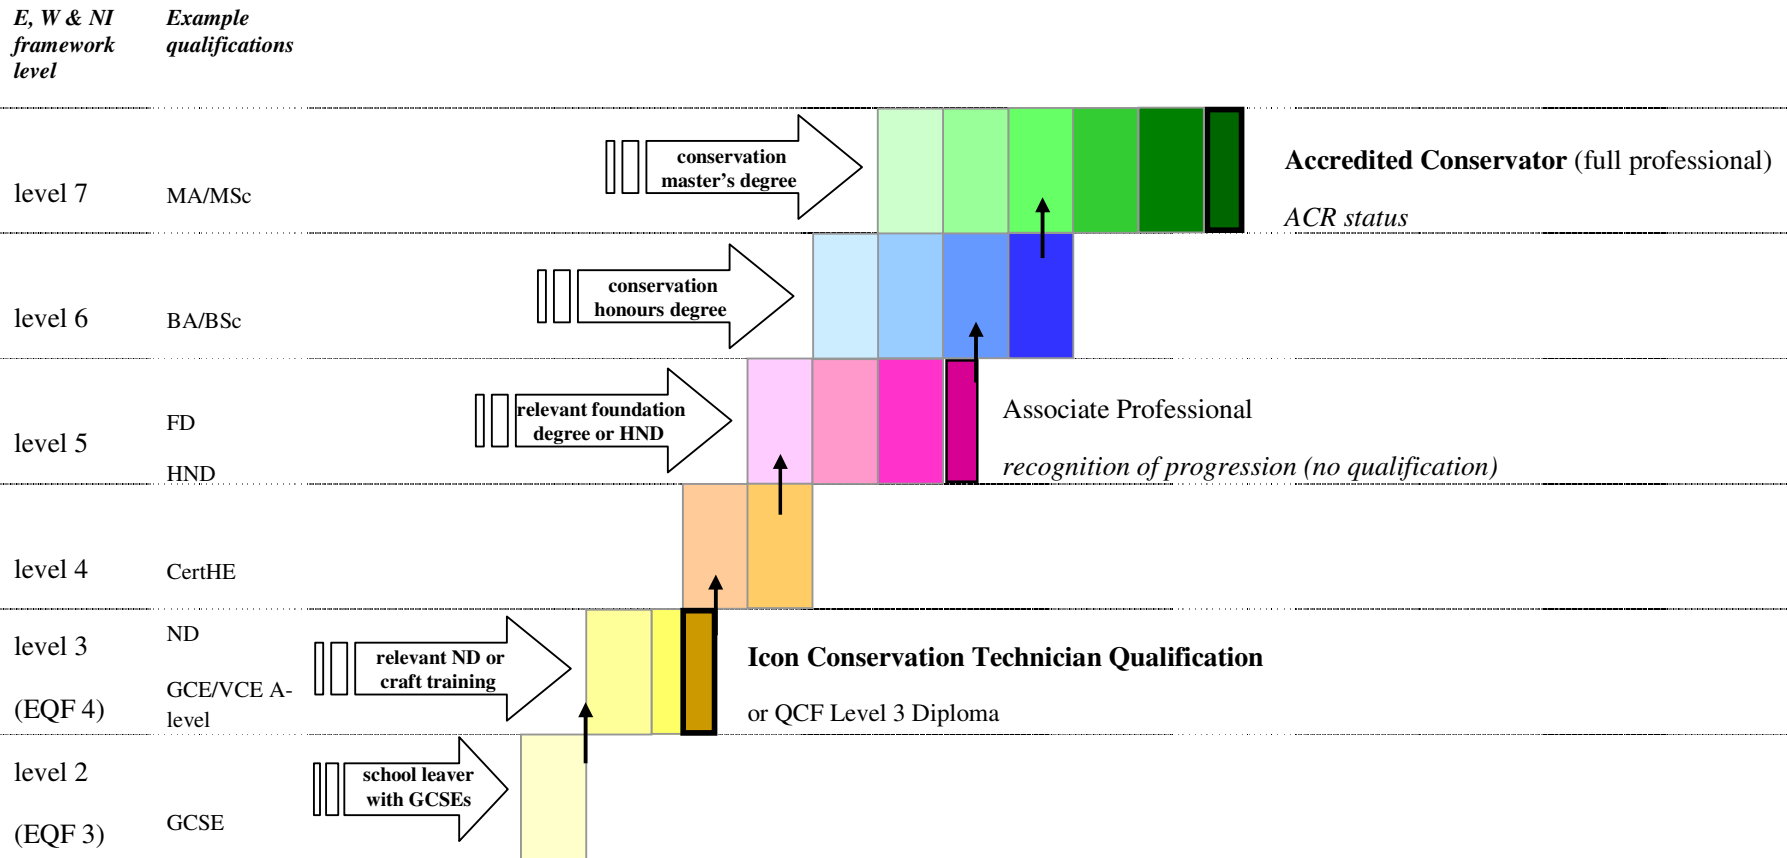 E, W & NI
framework
level
Example
qualifications
level 7
MA/MSc
conservation
master's degree
Accredited Conservator (full professional)
ACR status
level 6
BA/BSc
conservation
honours degree
level 5
FD
HND
relevant foundation
degree or HND
Associate Professional
recognition of progression (no qualification)
level 4
CertHE
level 3
(EQF 4)
ND
GCE/VCE A-
level
relevant ND or
craft training
Icon Conservation Technician Qualification
or QCF Level 3 Diploma
level 2
(EQF 3)
GCSE
school leaver
with GCSEs